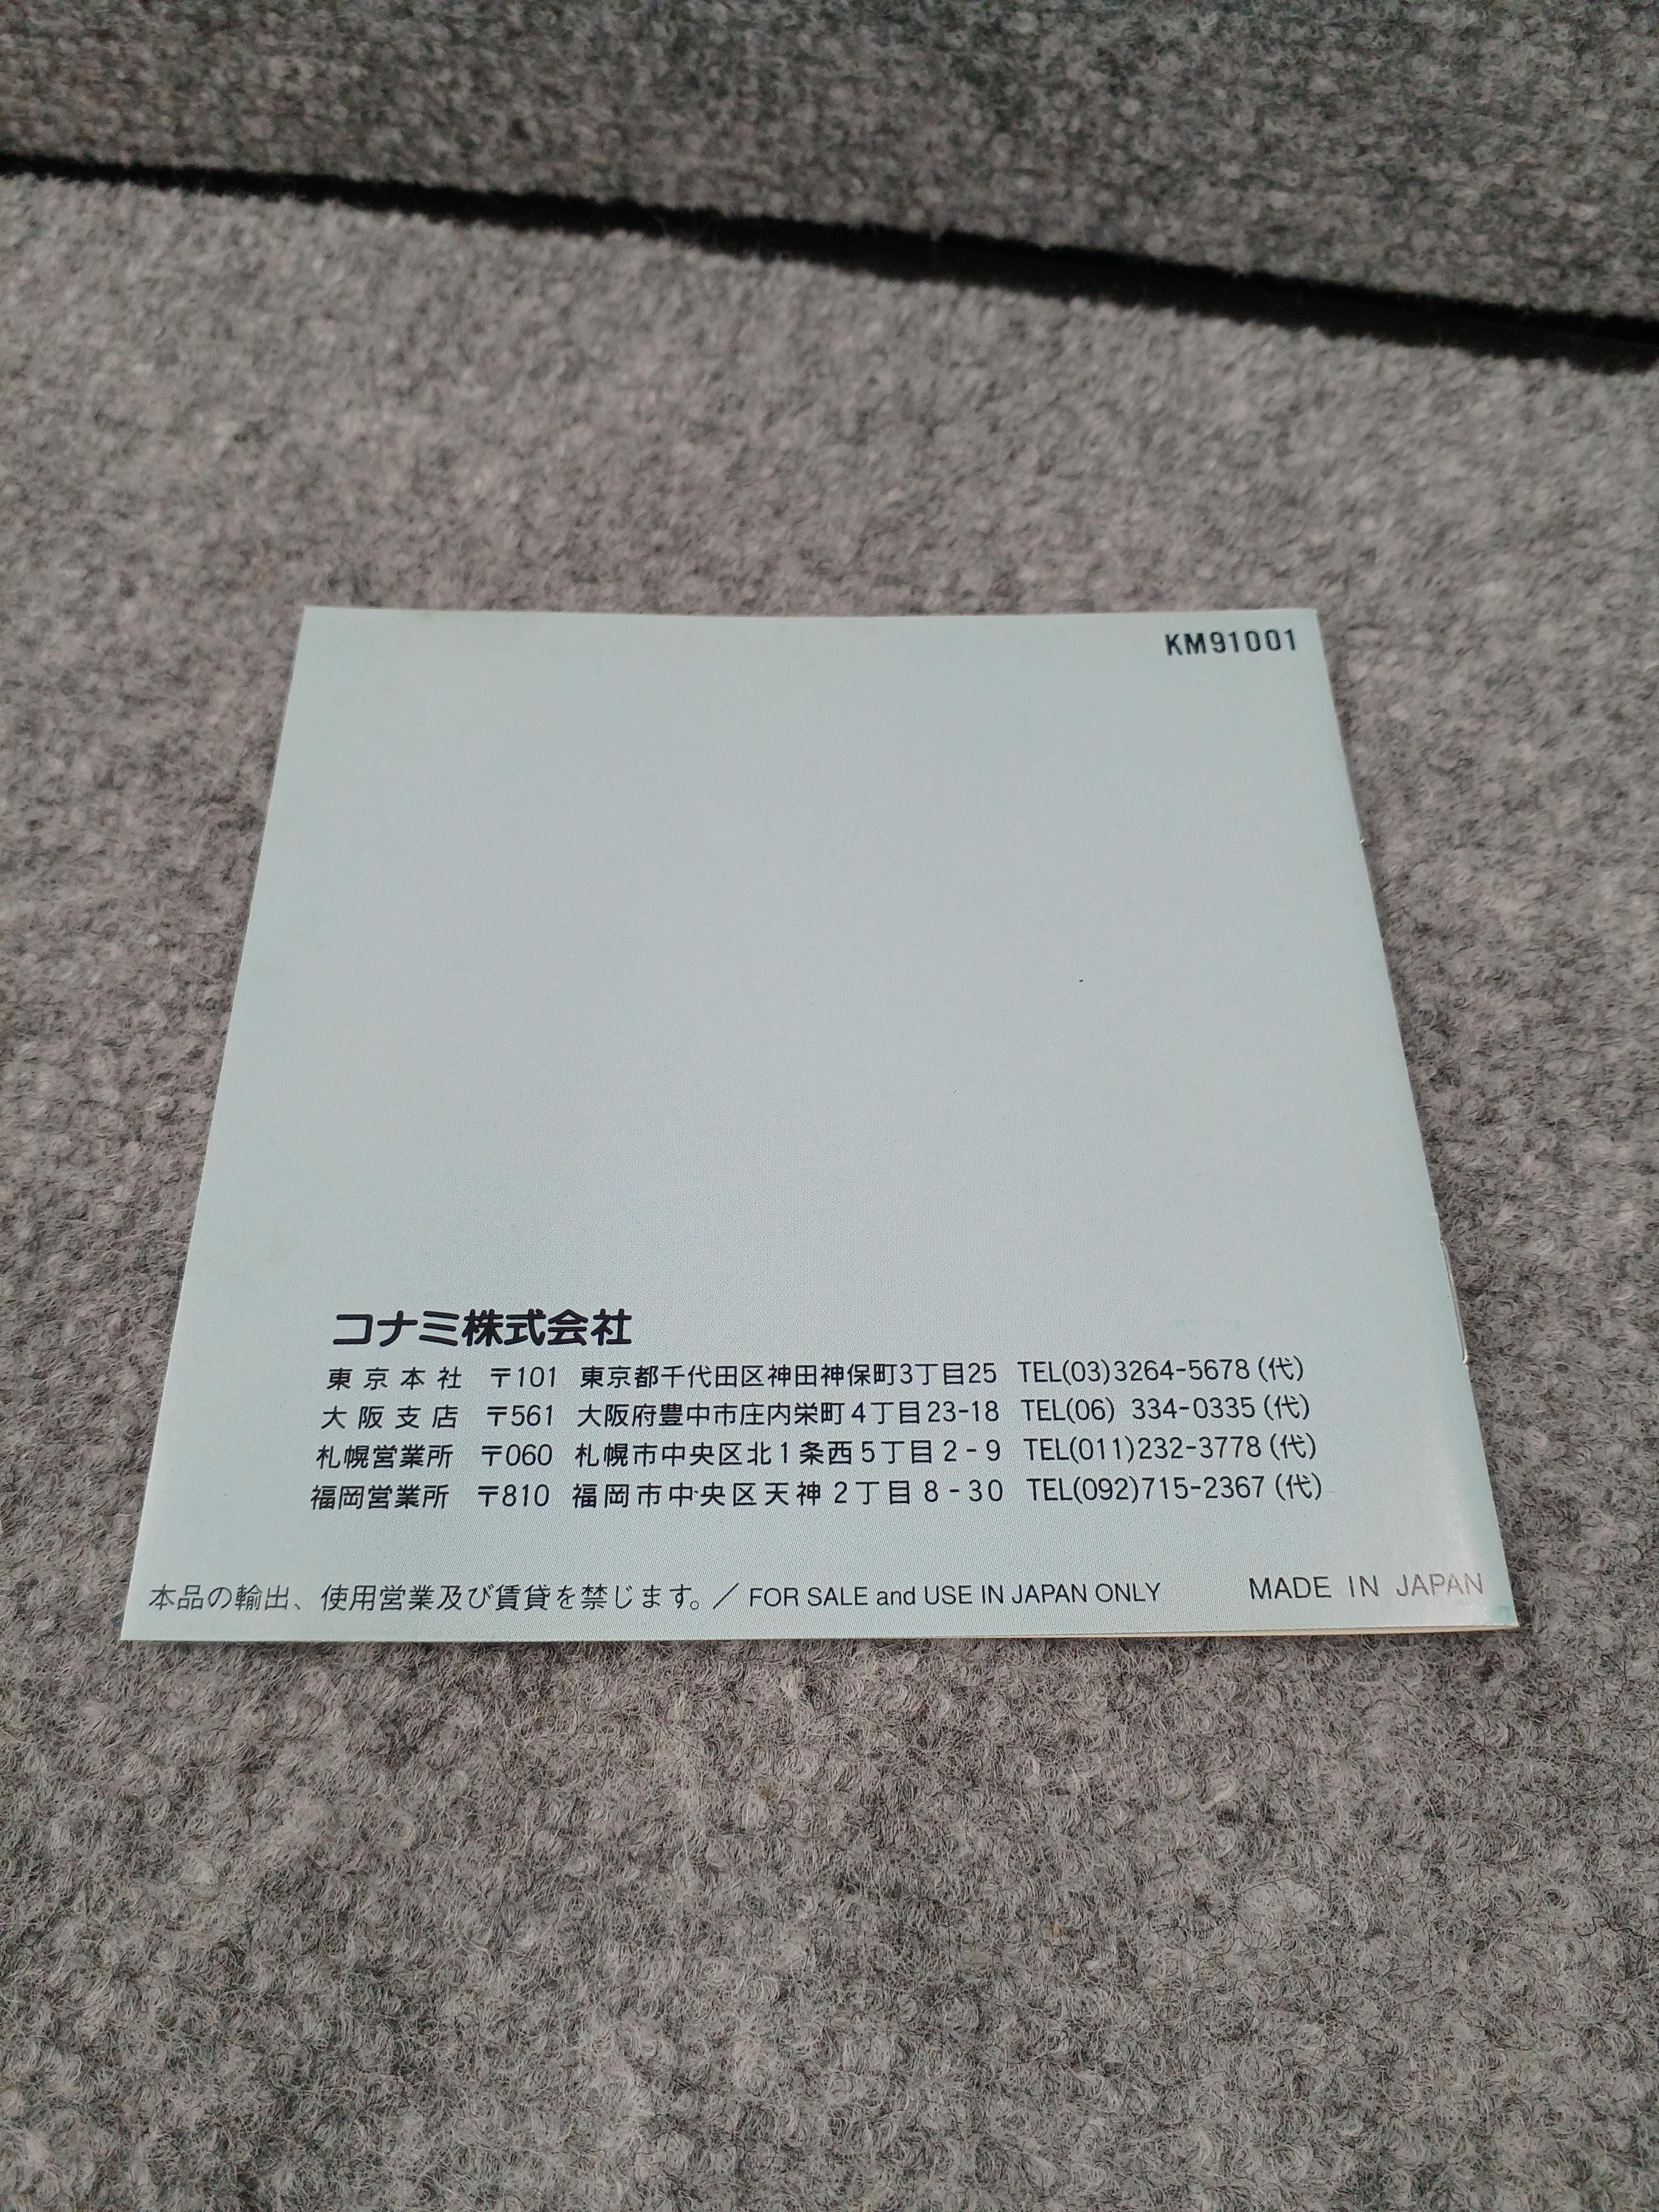 KM91001
コナミ株式会社
東京本社 〒101 東京都千代田区神田神保町3丁目25 TEL(03)3264-5678(代)
大阪支店 〒561 大阪府豊中市庄内栄町4丁目23-18 TEL(06) 334-0335(代)
札幌営業所 〒060 札幌市中央区北1条西5丁目2-9 TEL(011)232-3778(代)
福岡営業所 〒810 福岡市中央区天神2丁目8-30 TEL(092)715-2367(代)
本品の輸出、使用営業及び賃貸を禁じます。／FOR SALE and USE IN JAPAN ONLY MADE IN JAPAN